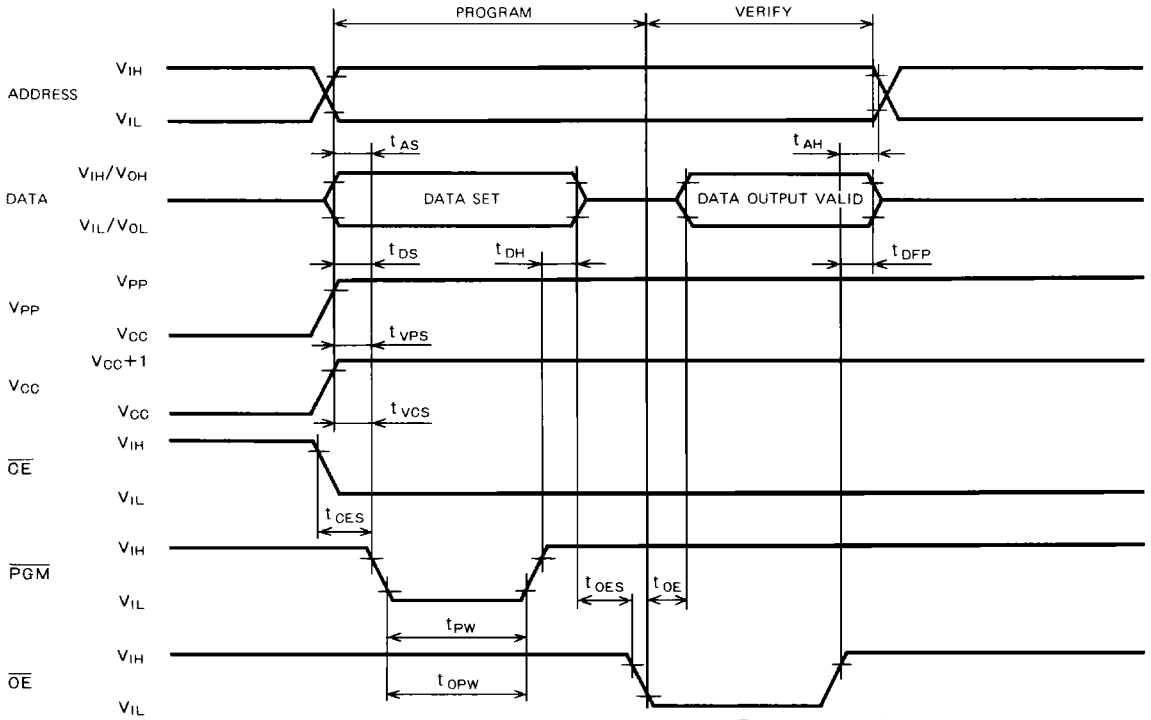 PROGRAM VERIFY
VIH
ADDRESS
VIL
tAS tAH
VIH/VOH
DATA DATA SET DATA OUTPUT VALID
VIL/VOL
tDS tDH tDFP
VPP
VPP
VCC
tVPS
VCC+1
VCC
VCC
tVCS
VIH
CE
VIL
tCES
VIH
PGM
VIL
tOES tOE
tPW
VIH
OE
tOPW
VIL